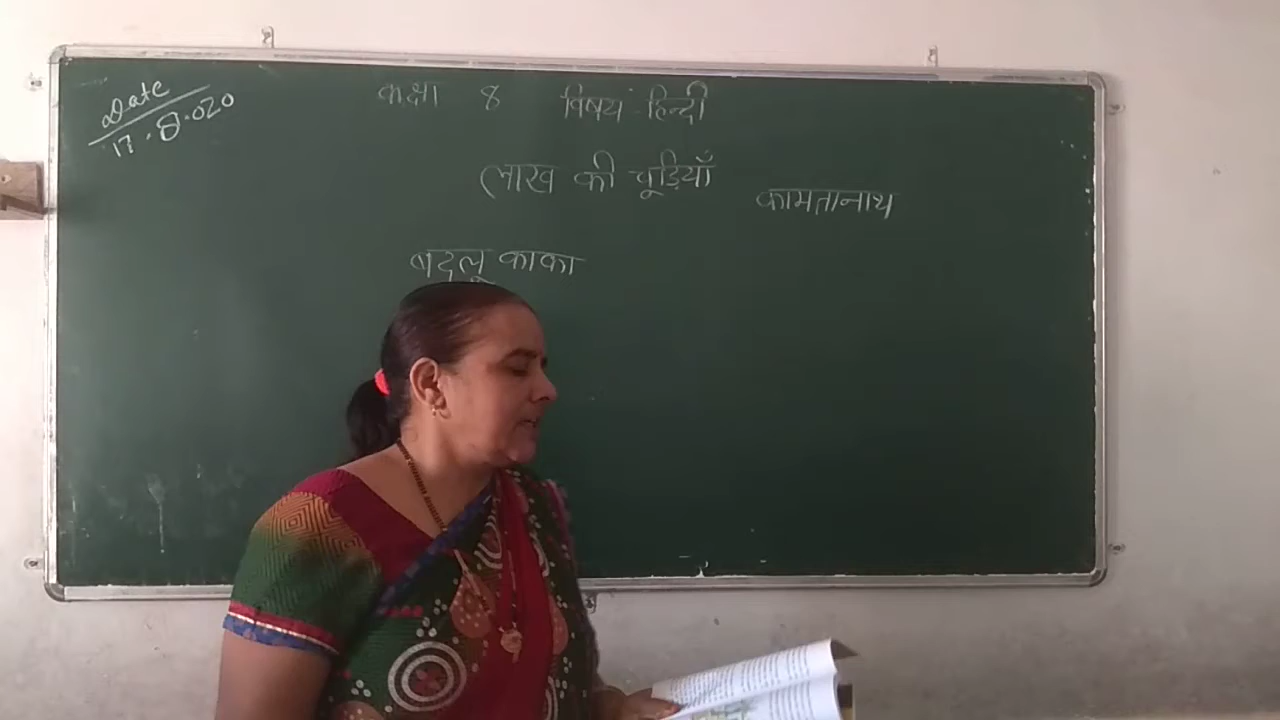 Date
17.8.020
कक्षा 8 विषय हिन्दी
लाख की चूड़ियाँ
कामतानाथ
बदलू काका